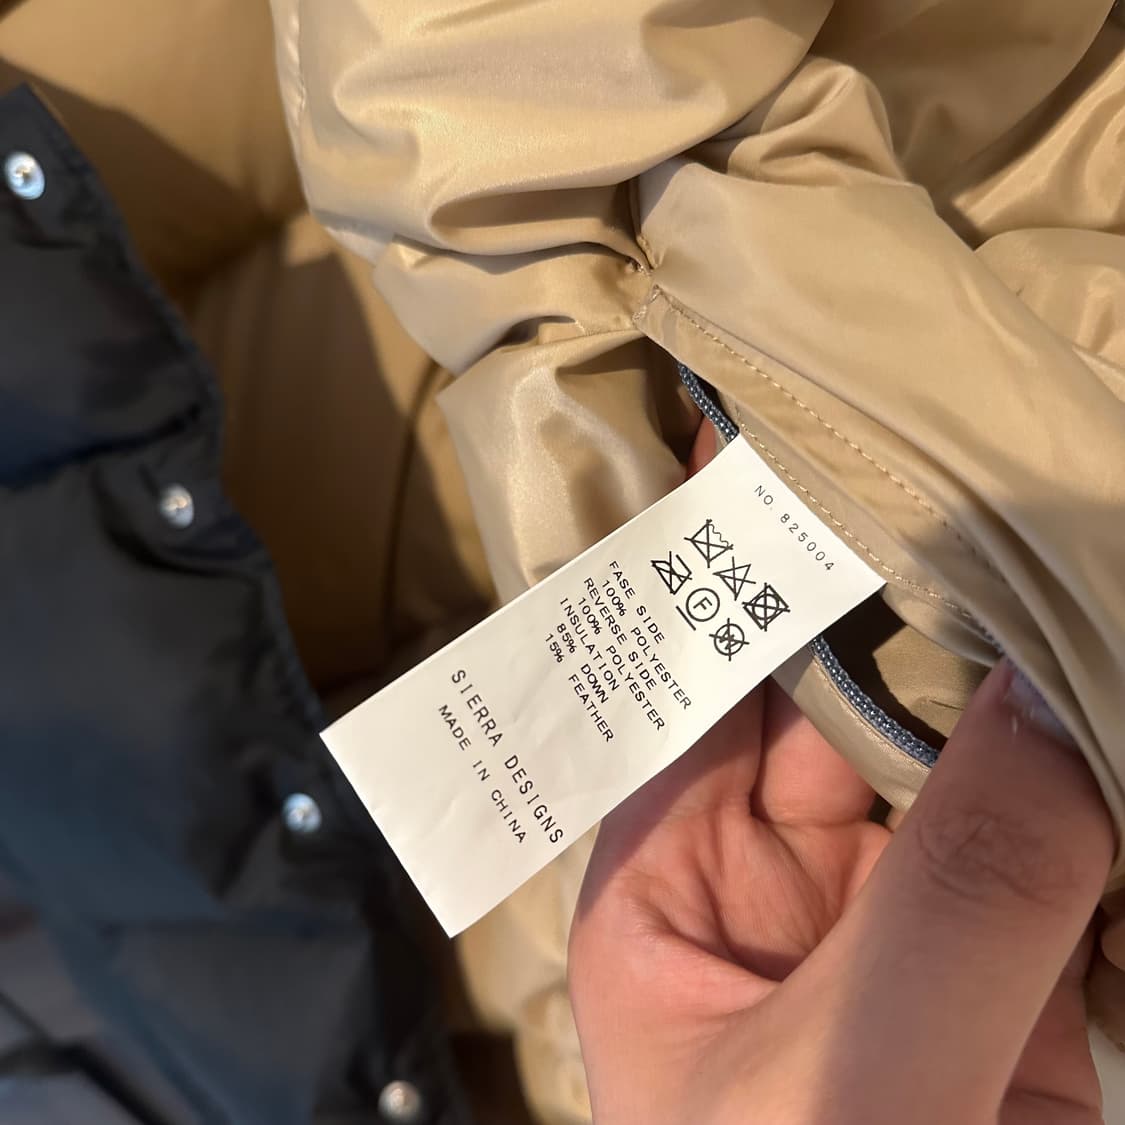 NO. 825004
F
W
FASE SIDE
100% POLYESTER
REVERSE SIDE
100% POLYESTER
INSULATION
85% DOWN
15% FEATHER
SIERRA DESIGNS
MADE IN CHINA